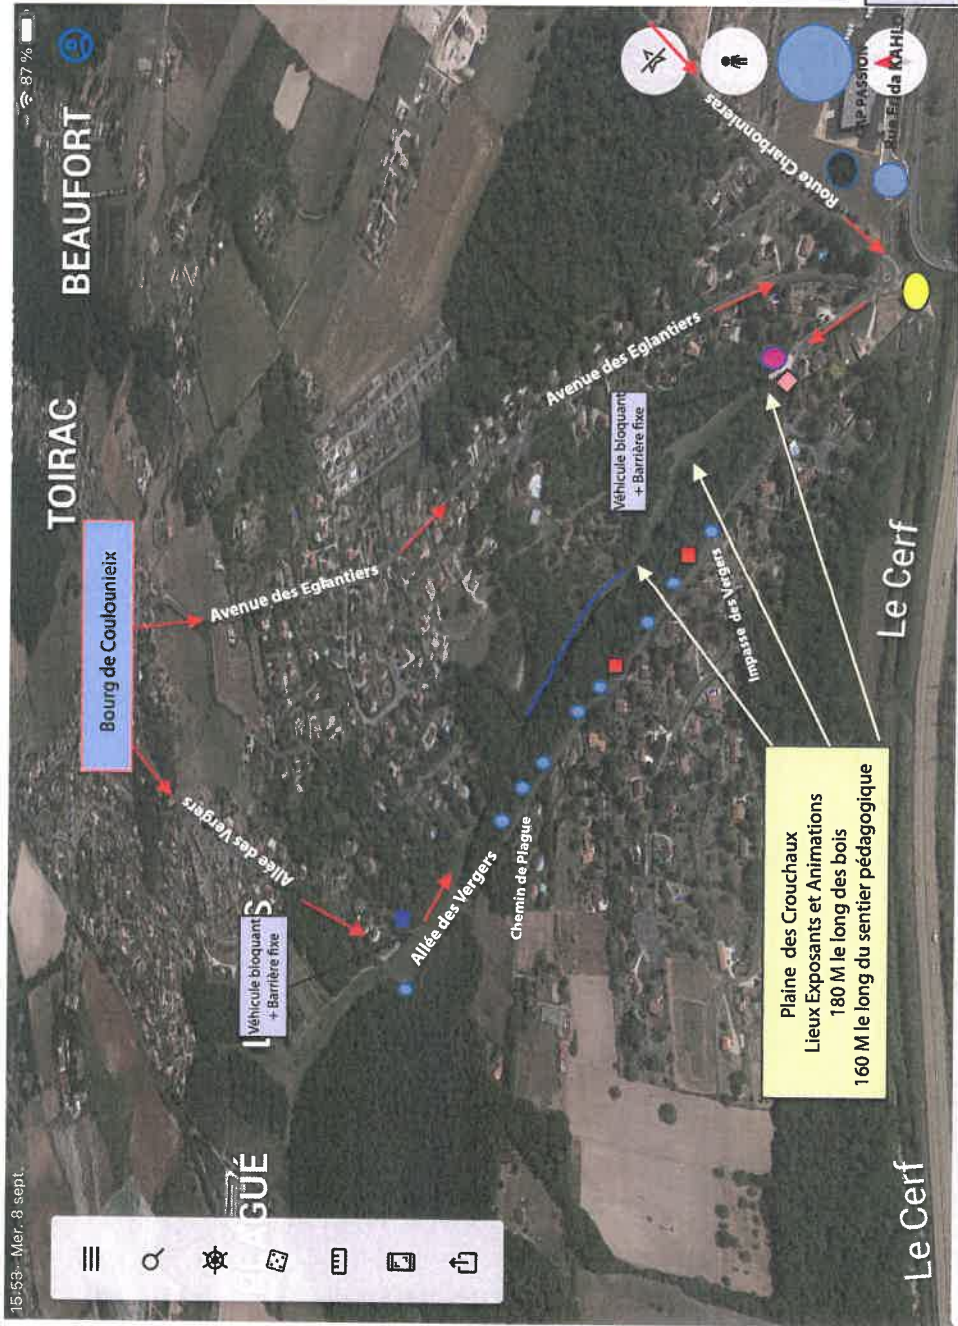 15:53 Mer. 8 sept.
87 %
BEAUFORT
TOIRAC
Bourg de Coulounieix
Avenue des Eglantiers
Avenue des Eglantiers
Allée des Vergers
Véhicule bloquant
+ Barrière fixe
Véhicule bloquant
+ Barrière fixe
Allée des Vergers
Chemin de Plague
Impasse des Vergers
Route Charbonnieras
PASSION
KAHLO
Plaine des Crouchaux
Lieux Exposants et Animations
180 M le long des bois
160 M le long du sentier pédagogique
Le Cerf
Le Cerf